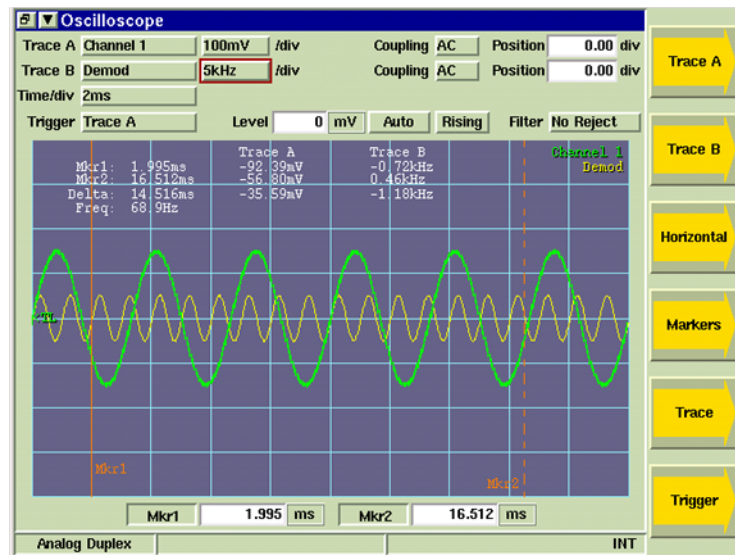 Oscilloscope
Trace A Channel 1 100mV /div Coupling AC Position 0.00 div
Trace B Demod 5kHz /div Coupling AC Position 0.00 div
Time/div 2ms
Trigger Trace A Level 0 mV Auto Rising Filter No Reject
Trace A Trace B Channel 1
Mkr1: 1.995ms -92.39mV -0.72kHz Demod
Mkr2: 16.512ms -56.80mV 0.46kHz
Delta: 14.516ms -35.59mV -1.18kHz
Freq: 68.9Hz
Mkr1
Mkr2
Mkr1 1.995 ms Mkr2 16.512 ms
Analog Duplex INT
Trace A
Trace B
Horizontal
Markers
Trace
Trigger